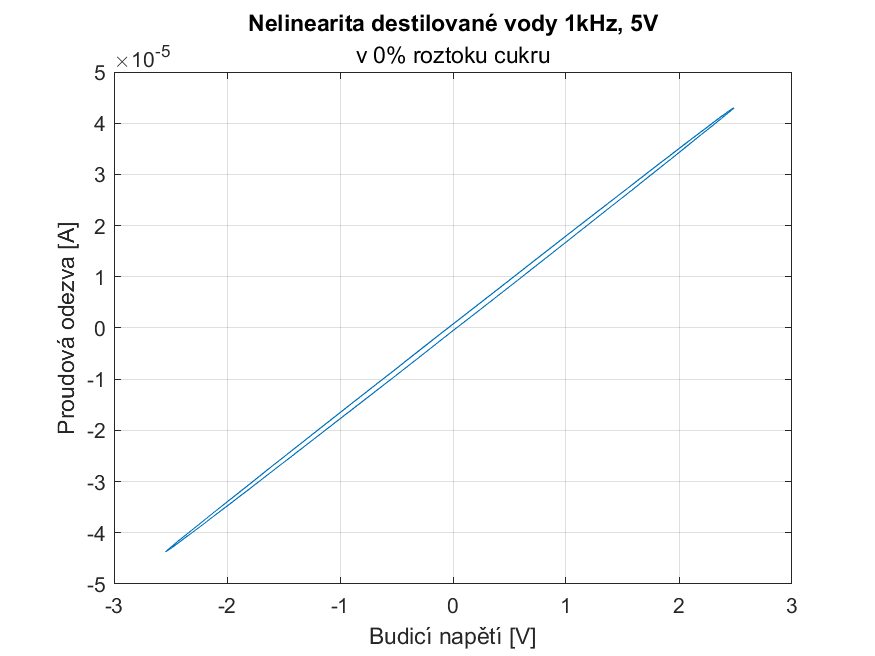 Nelinearita destilované vody 1kHz, 5V
v 0% roztoku cukru
×10⁻⁵
5
4
3
2
1
0
-1
-2
-3
-4
-5
Proudová odezva [A]
-3 -2 -1 0 1 2 3
Budicí napětí [V]